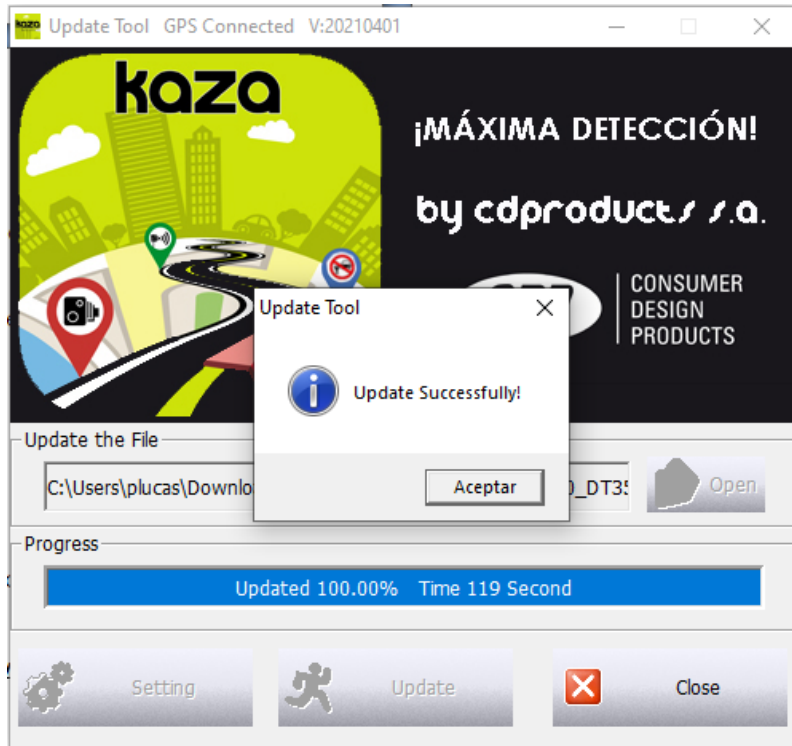 kaza
Update Tool GPS Connected V:20210401
kaza
¡MÁXIMA DETECCIÓN!
by cdproducts s.a.
CONSUMER
DESIGN
PRODUCTS
Update Tool
Update Successfully!
Aceptar
Update the File
C:\Users\plucas\Downlo
Open
Progress
Updated 100.00% Time 119 Second
Setting
Update
Close